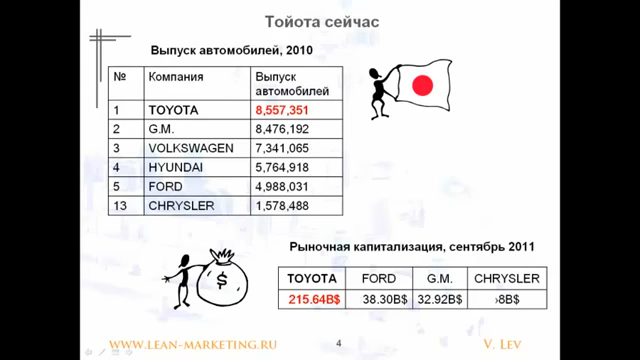 Тойота сейчас
Выпуск автомобилей, 2010
№ Компания Выпуск автомобилей
1 TOYOTA 8,557,351
2 G.M. 8,476,192
3 VOLKSWAGEN 7,341,065
4 HYUNDAI 5,764,918
5 FORD 4,988,031
13 CHRYSLER 1,578,488
$
Рыночная капитализация, сентябрь 2011
TOYOTA FORD G.M. CHRYSLER
215.64B$ 38.30B$ 32.92B$ ›8B$
WWW.LEAN-MARKETING.RU 4 V. Lev